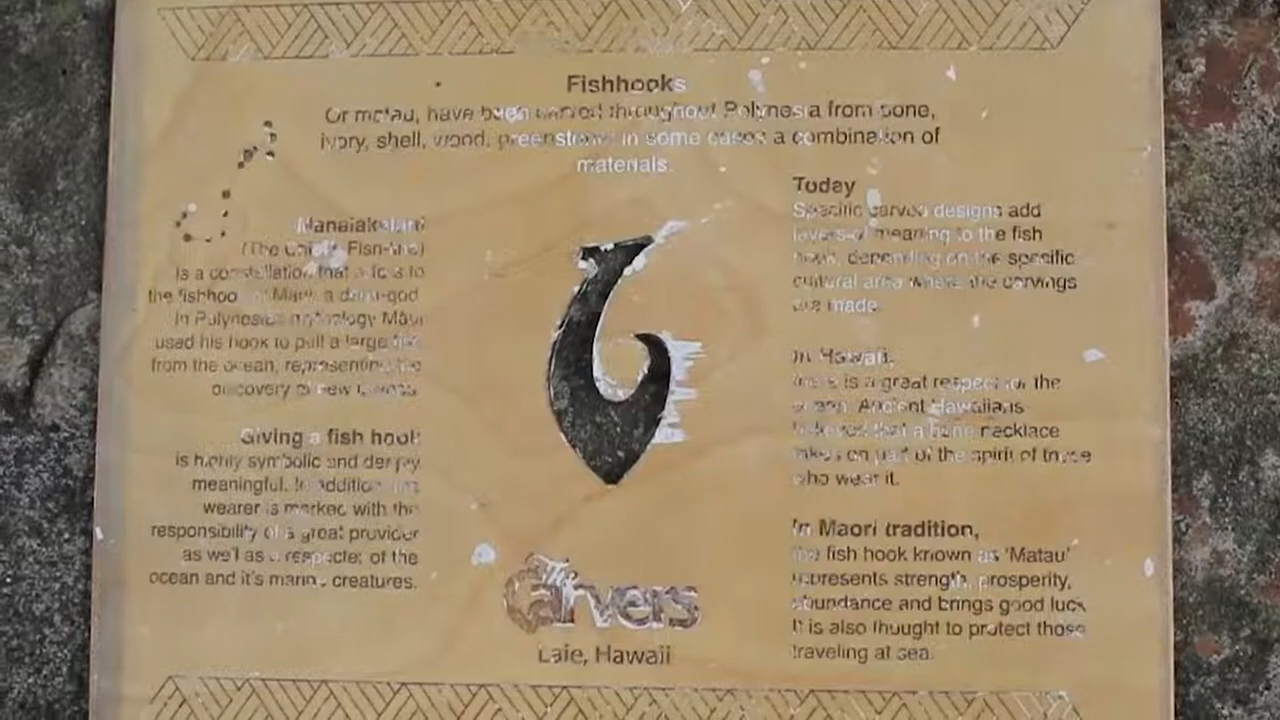 Fishhooks
Or matau, have been carved throughout Polynesia from bone,
ivory, shell, wood, greenstone in some cases a combination of
materials.
Manaiakalani
(The Chief's Fish-line)
is a constellation that refers to
the fishhook of Maui, a demi-god
In Polynesian mythology Māui
used his hook to pull a large fish
from the ocean, representing the
discovery of new islands.
Giving a fish hook
is highly symbolic and deeply
meaningful. In addition, the
wearer is marked with the
responsibility of a great provider
as well as a respecter of the
ocean and it's marine creatures.
Today
Specific carved designs add
layers of meaning to the fish
hook, depending on the specific
cultural area where the carvings
are made.
In Hawaii,
there is a great respect for the
ocean. Ancient Hawaiians
believed that a bone necklace
takes on part of the spirit of those
who wear it.
In Maori tradition,
the fish hook known as 'Matau'
represents strength, prosperity,
abundance and brings good luck
It is also thought to protect those
traveling at sea.
The Carvers
Laie, Hawaii